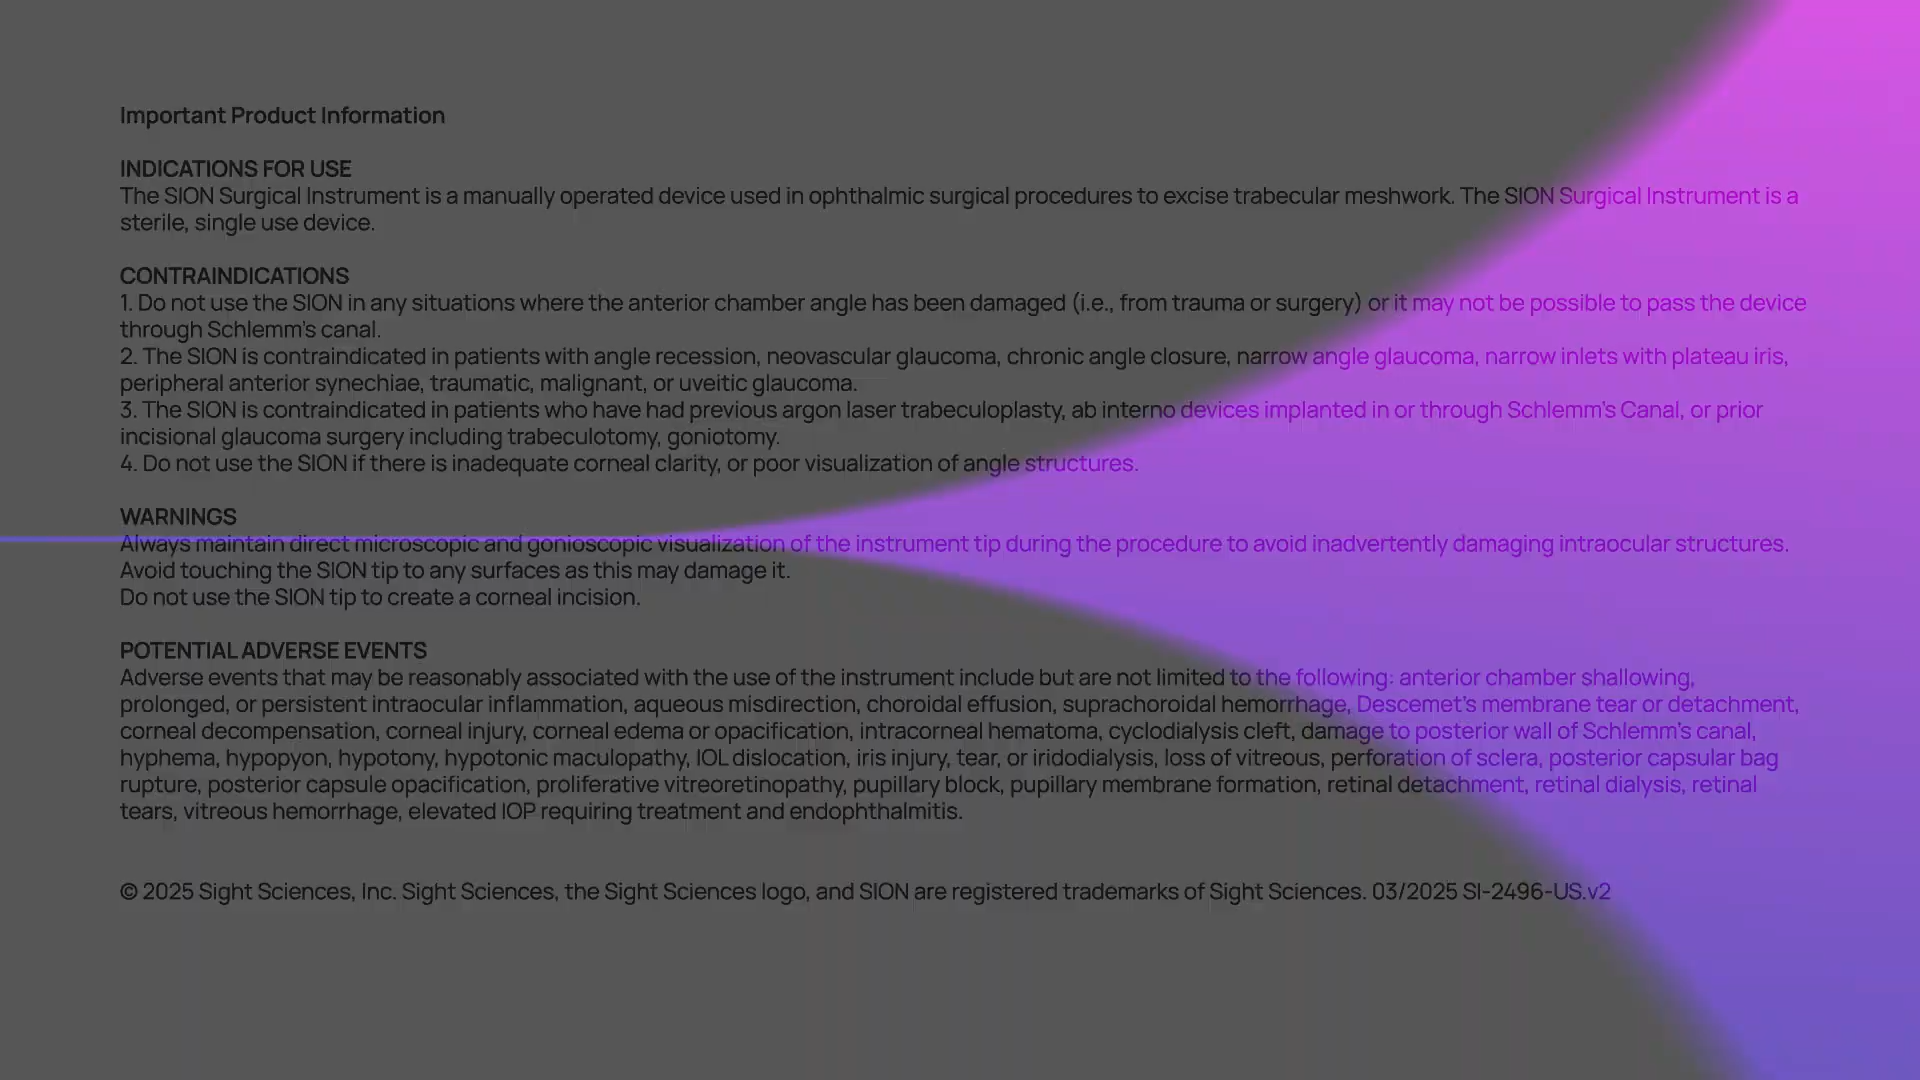 Important Product Information
INDICATIONS FOR USE
The SION Surgical Instrument is a manually operated device used in ophthalmic surgical procedures to excise trabecular meshwork. The SION Surgical Instrument is a
sterile, single use device.
CONTRAINDICATIONS
1. Do not use the SION in any situations where the anterior chamber angle has been damaged (i.e., from trauma or surgery) or it may not be possible to pass the device
through Schlemm's canal.
2. The SION is contraindicated in patients with angle recession, neovascular glaucoma, chronic angle closure, narrow angle glaucoma, narrow inlets with plateau iris,
peripheral anterior synechiae, traumatic, malignant, or uveitic glaucoma.
3. The SION is contraindicated in patients who have had previous argon laser trabeculoplasty, ab interno devices implanted in or through Schlemm's Canal, or prior
incisional glaucoma surgery including trabeculotomy, goniotomy.
4. Do not use the SION if there is inadequate corneal clarity, or poor visualization of angle structures.
WARNINGS
Always maintain direct microscopic and gonioscopic visualization of the instrument tip during the procedure to avoid inadvertently damaging intraocular structures.
Avoid touching the SION tip to any surfaces as this may damage it.
Do not use the SION tip to create a corneal incision.
POTENTIAL ADVERSE EVENTS
Adverse events that may be reasonably associated with the use of the instrument include but are not limited to the following: anterior chamber shallowing,
prolonged, or persistent intraocular inflammation, aqueous misdirection, choroidal effusion, suprachoroidal hemorrhage, Descemet's membrane tear or detachment,
corneal decompensation, corneal injury, corneal edema or opacification, intracorneal hematoma, cyclodialysis cleft, damage to posterior wall of Schlemm's canal,
hyphema, hypopyon, hypotony, hypotonic maculopathy, IOL dislocation, iris injury, tear, or iridodialysis, loss of vitreous, perforation of sclera, posterior capsular bag
rupture, posterior capsule opacification, proliferative vitreoretinopathy, pupillary block, pupillary membrane formation, retinal detachment, retinal dialysis, retinal
tears, vitreous hemorrhage, elevated IOP requiring treatment and endophthalmitis.
© 2025 Sight Sciences, Inc. Sight Sciences, the Sight Sciences logo, and SION are registered trademarks of Sight Sciences. 03/2025 SI-2496-US.v2